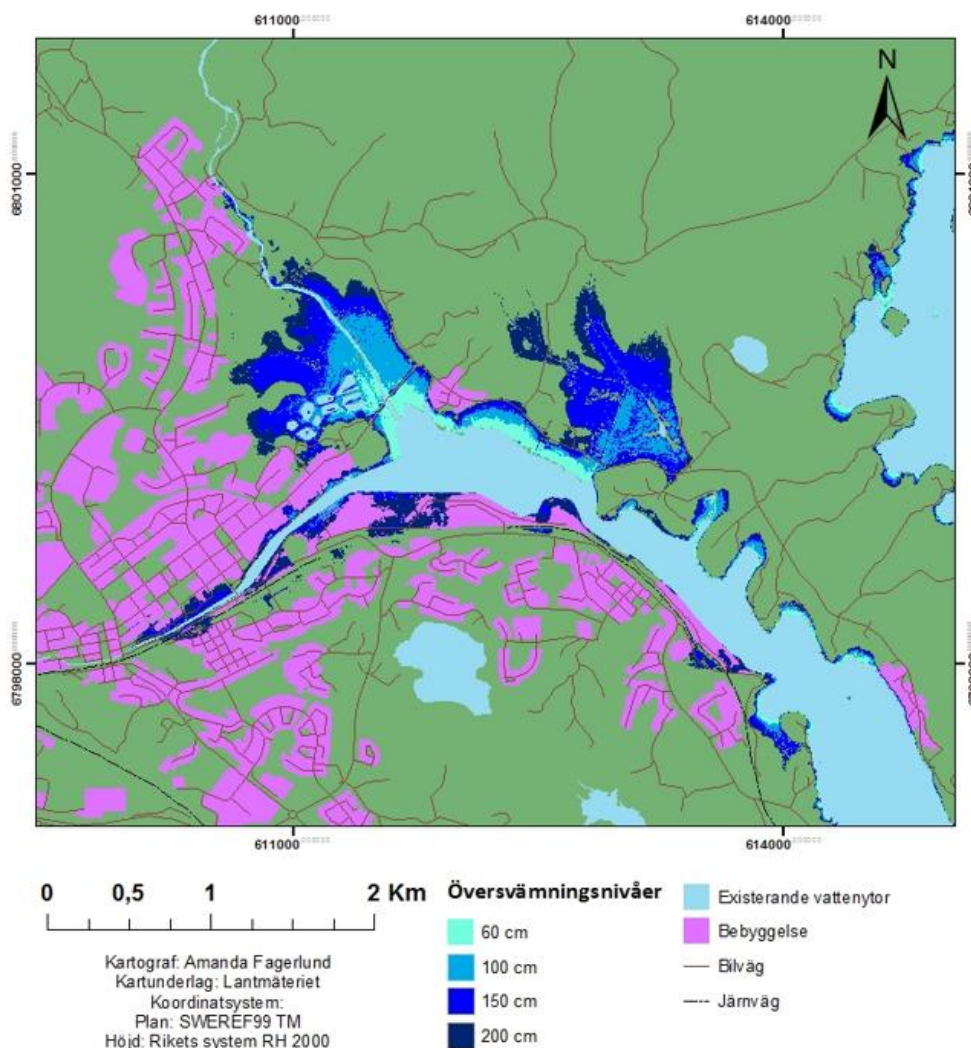 611000
614000
N
6801000
6798000
611000
614000
0 0,5 1 2 Km
Kartograf: Amanda Fagerlund
Kartunderlag: Lantmäteriet
Koordinatsystem:
Plan: SWEREF99 TM
Höjd: Rikets system RH 2000
Översvämningsnivåer
60 cm
100 cm
150 cm
200 cm
Existerande vattenytor
Bebyggelse
Bilväg
Järnväg